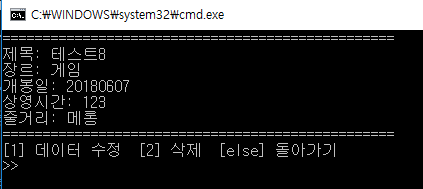 C:₩WINDOWS₩system32₩cmd.exe
====================================================
제목: 테스트8
장르: 게임
개봉일: 20180607
상영시간: 123
줄거리: 메롱
====================================================
[1] 데이터 수정  [2] 삭제  [else] 돌아가기
>>